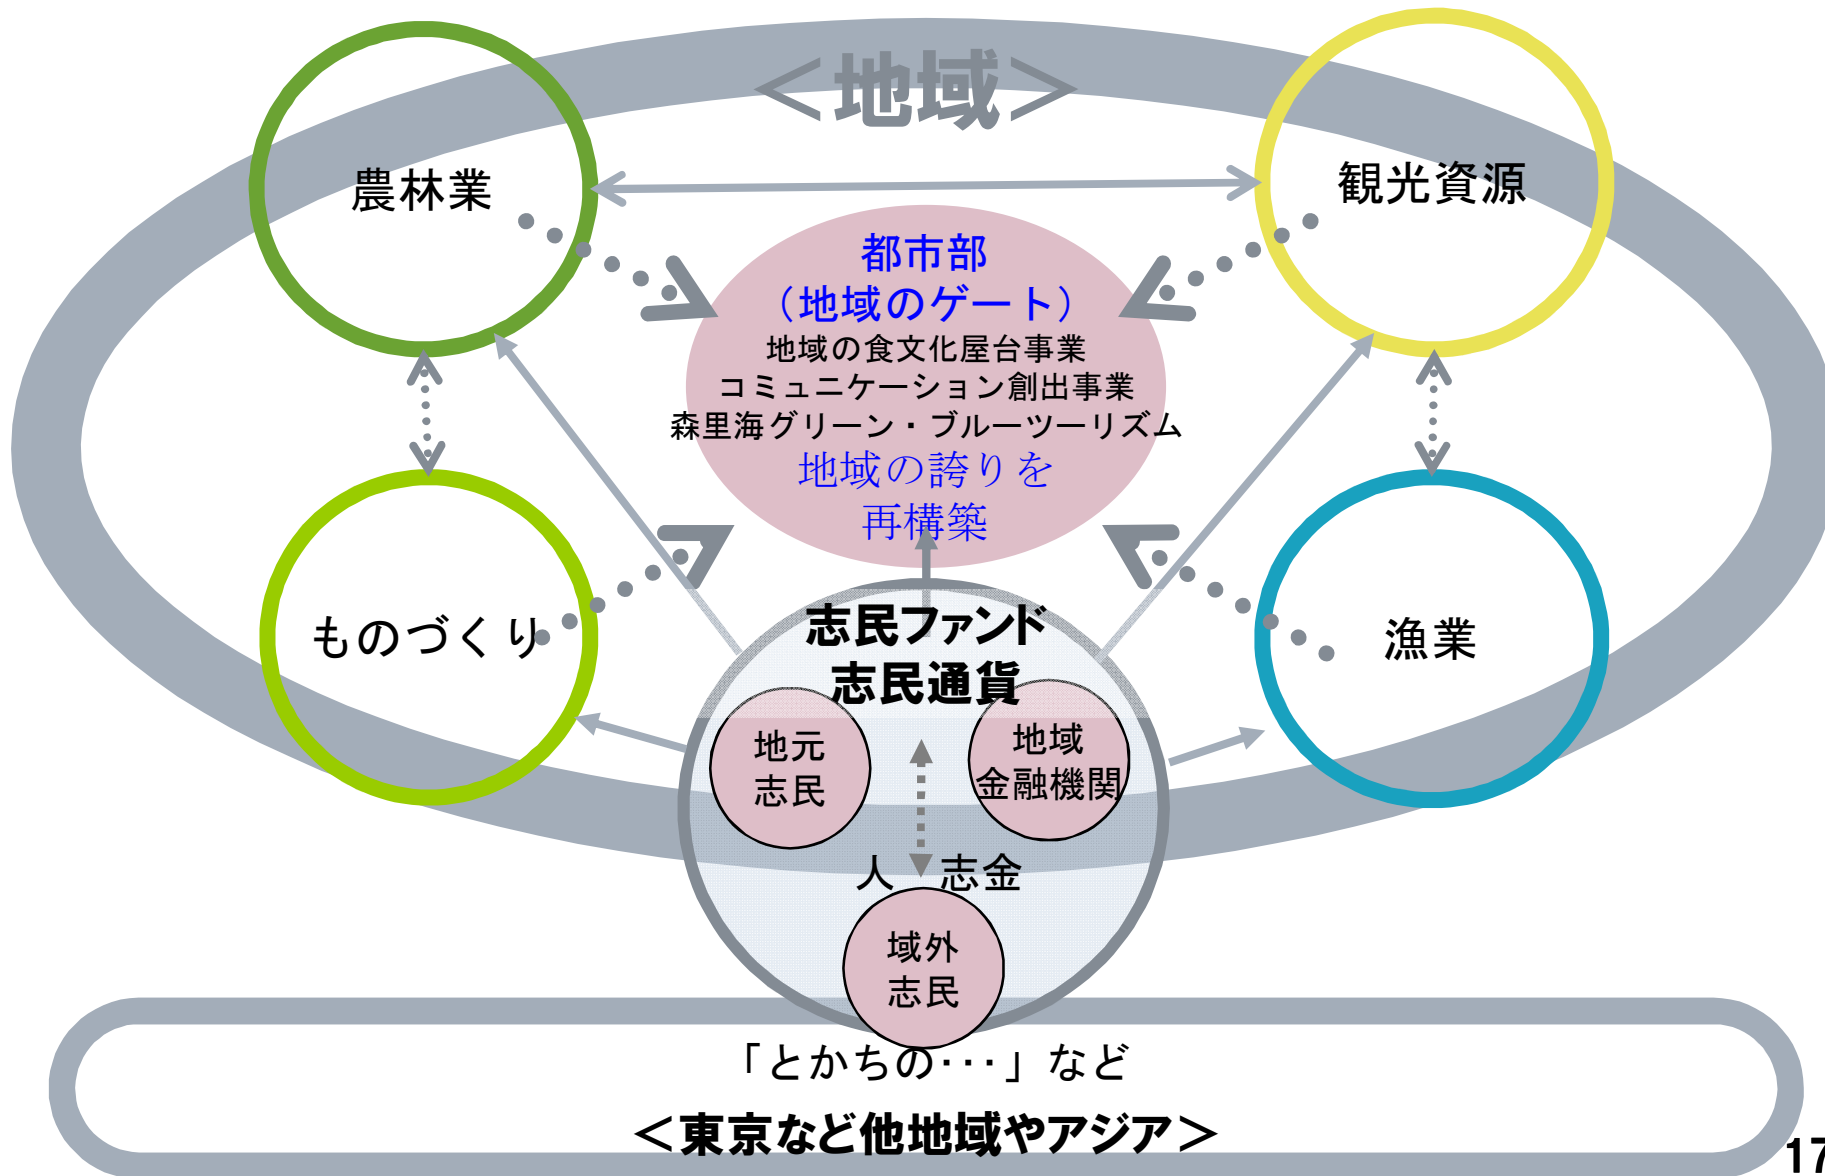 ＜地域＞
農林業
観光資源
都市部
（地域のゲート）
地域の食文化屋台事業
コミュニケーション創出事業
森里海グリーン・ブルーツーリズム
地域の誇りを
再構築
ものづくり
漁業
志民ファンド
志民通貨
地元
志民
地域
金融機関
人　志金
域外
志民
「とかちの･･･」など
＜東京など他地域やアジア＞
17